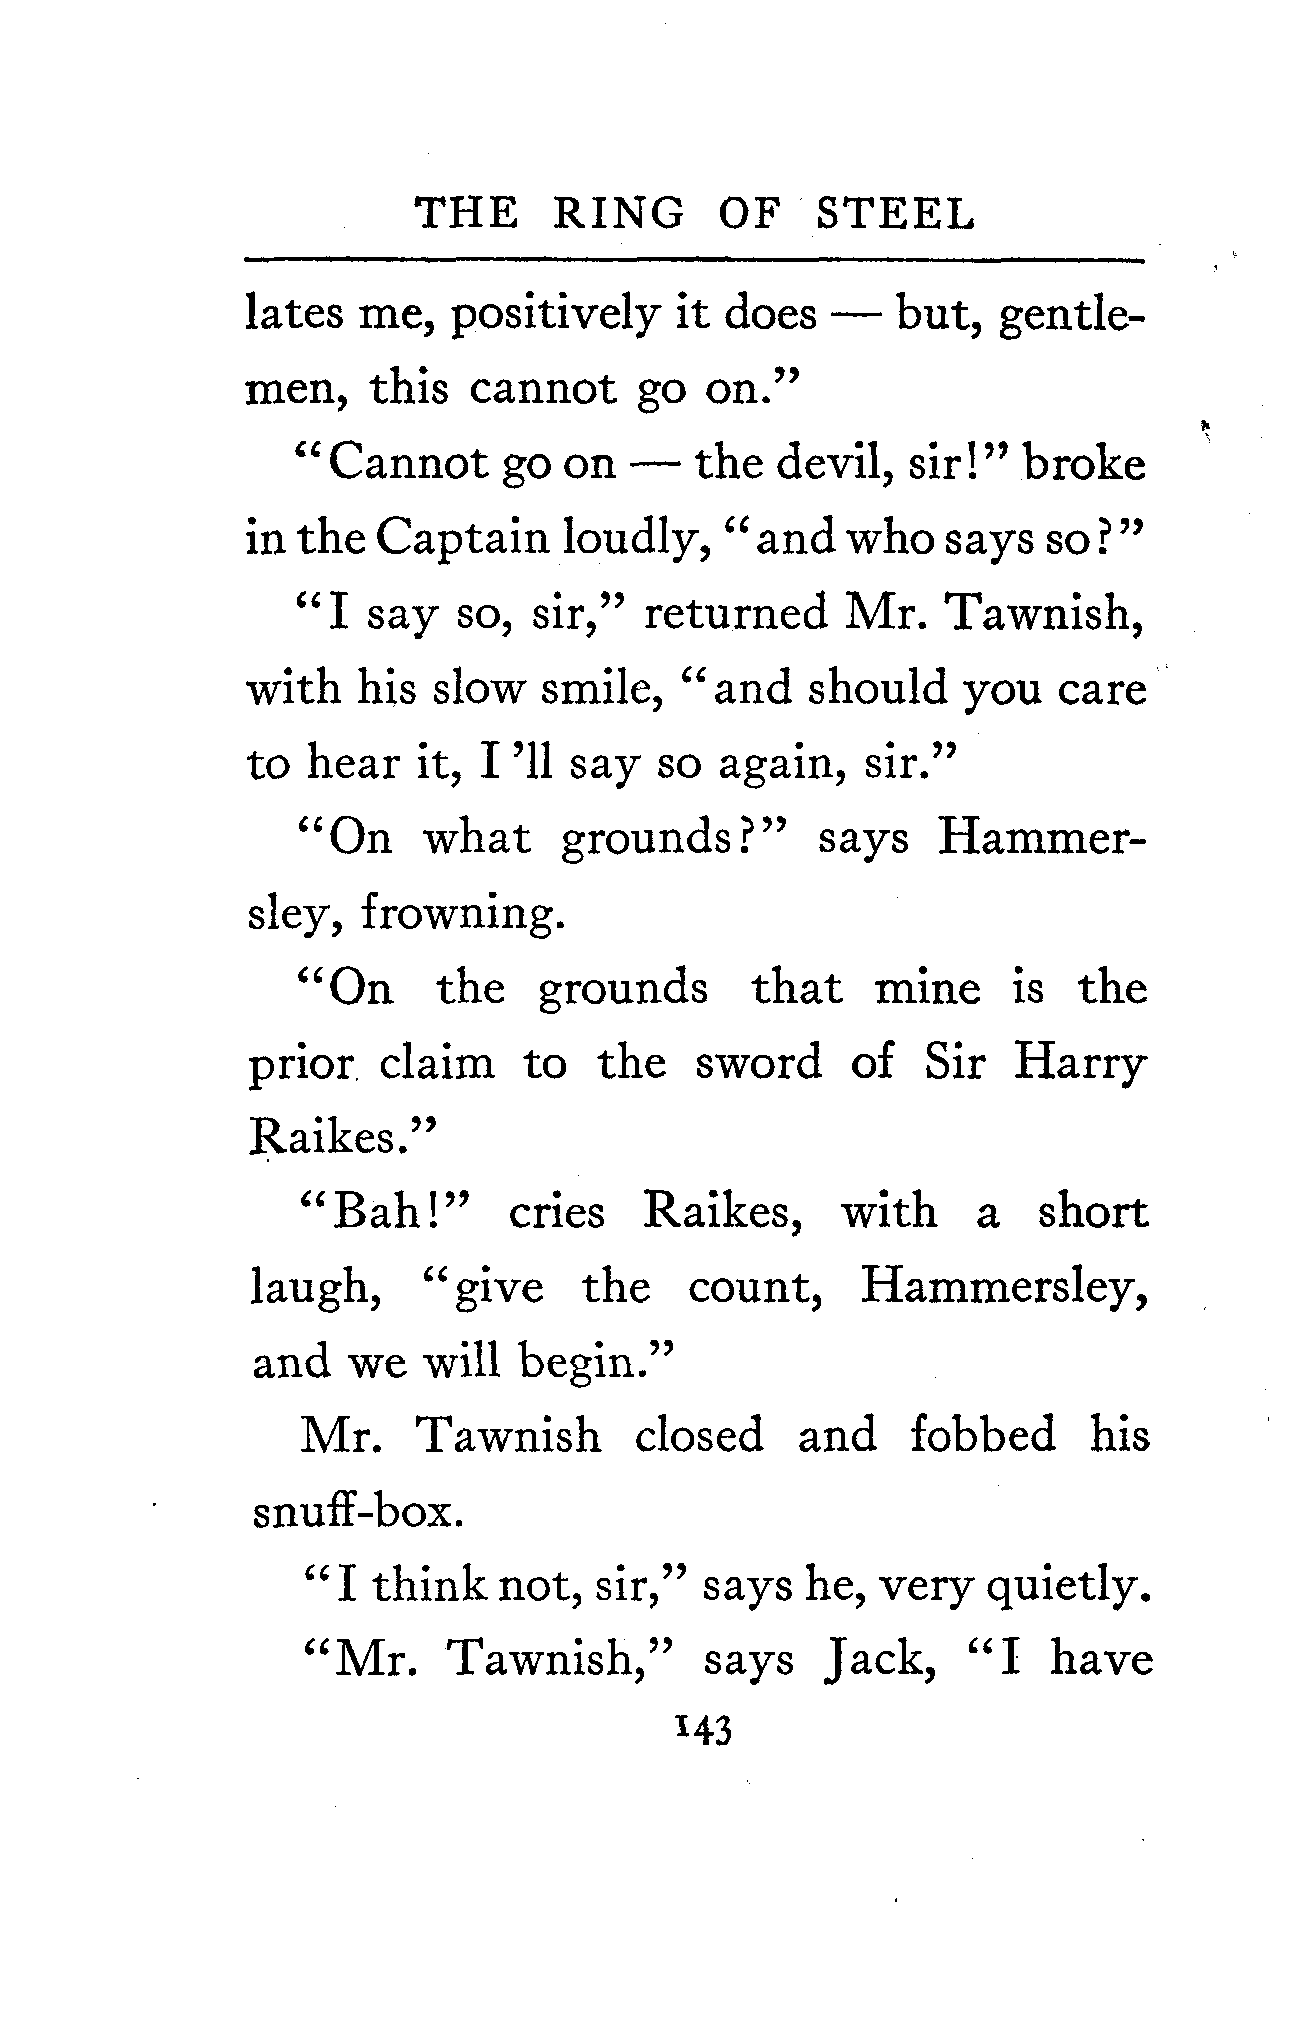 THE RING OF STEEL
lates me, positively it does — but, gentle-
men, this cannot go on."
"Cannot go on — the devil, sir!" broke
in the Captain loudly, "and who says so?"
"I say so, sir," returned Mr. Tawnish,
with his slow smile, "and should you care
to hear it, I 'll say so again, sir."
"On what grounds?" says Hammer-
sley, frowning.
"On the grounds that mine is the
prior claim to the sword of Sir Harry
Raikes."
"Bah!" cries Raikes, with a short
laugh, "give the count, Hammersley,
and we will begin."
Mr. Tawnish closed and fobbed his
snuff-box.
"I think not, sir," says he, very quietly.
"Mr. Tawnish," says Jack, "I have
143